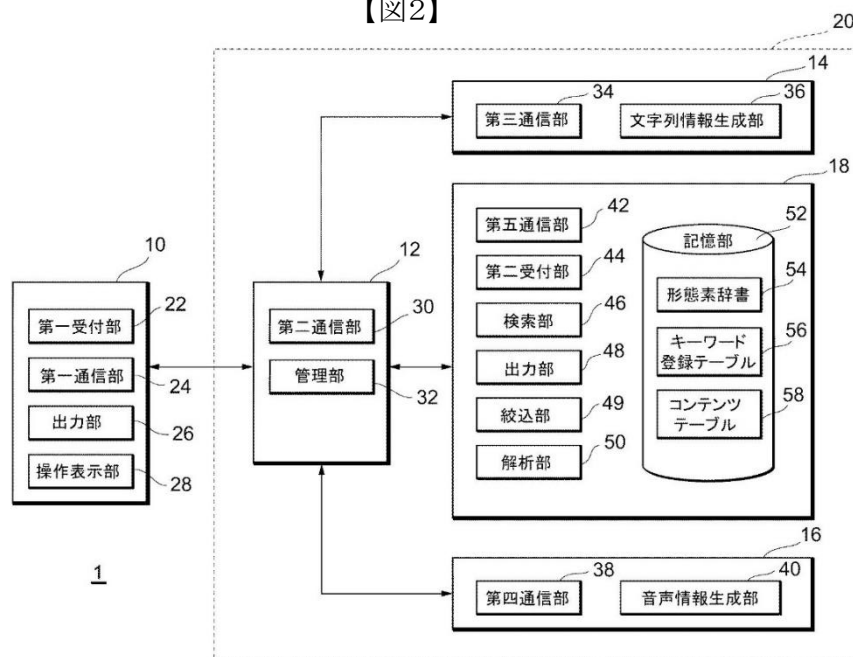 【図2】
20
14
34
36
第三通信部
文字列情報生成部
18
42
第五通信部
52
記憶部
44
第二受付部
54
形態素辞書
46
検索部
56
キーワード
登録テーブル
48
出力部
58
コンテンツ
テーブル
49
絞込部
50
解析部
10
22
第一受付部
24
第一通信部
26
出力部
28
操作表示部
12
30
第二通信部
32
管理部
1
16
38
40
第四通信部
音声情報生成部